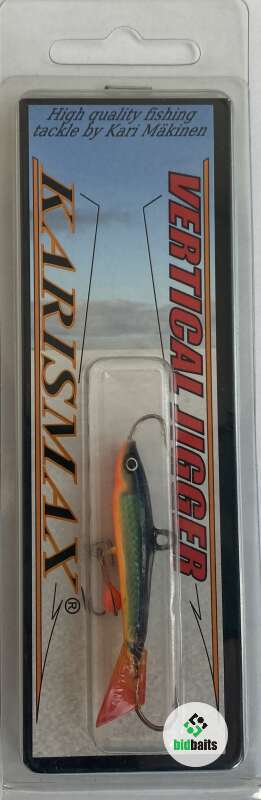 High quality fishing
tackle by Kari Mäkinen
KARISMAX®
VERTICAL JIGGER
bidbaits